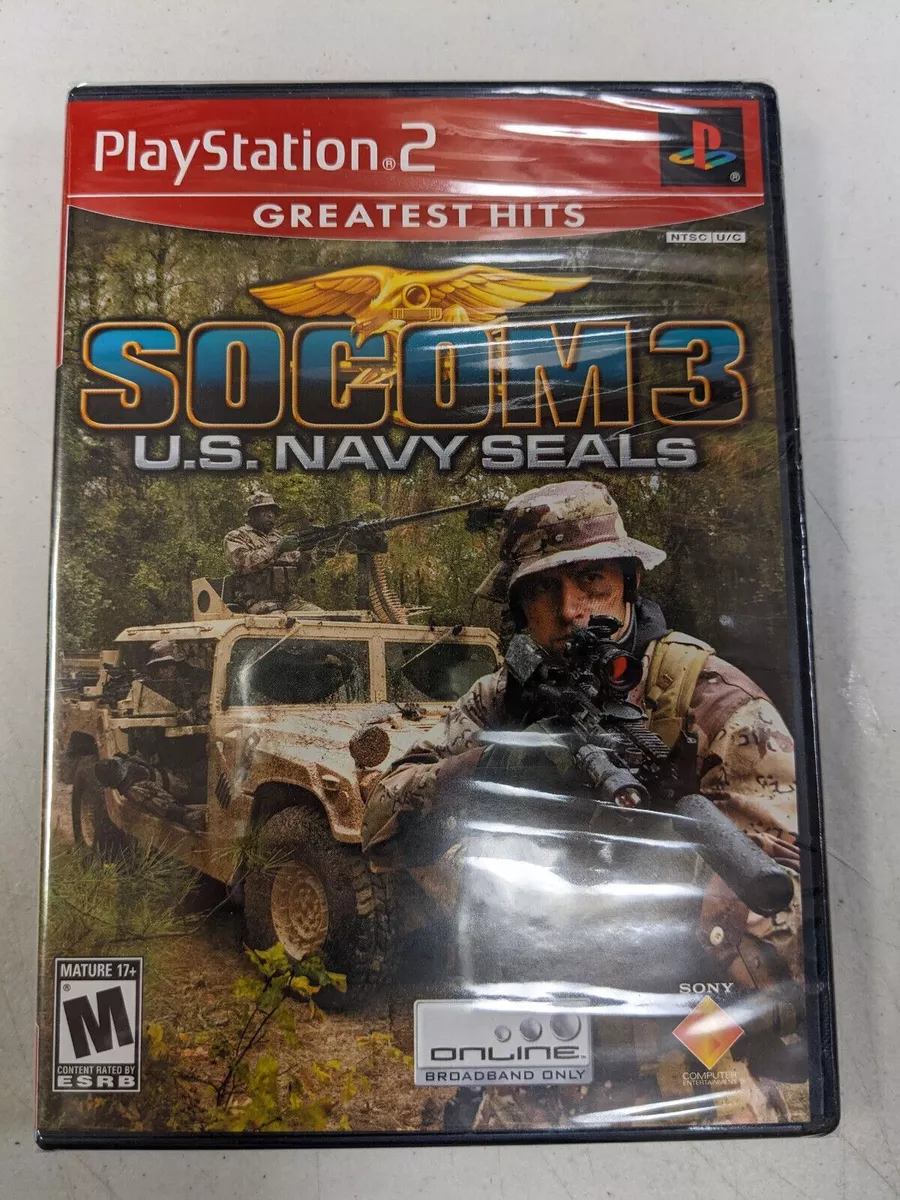 PlayStation®2
®
GREATEST HITS
NTSC U/C
SOCOM 3
U.S. NAVY SEALs
MATURE 17+
®
M
CONTENT RATED BY
ESRB
ONLINE
BROADBAND ONLY
SONY
COMPUTER
ENTERTAINMENT